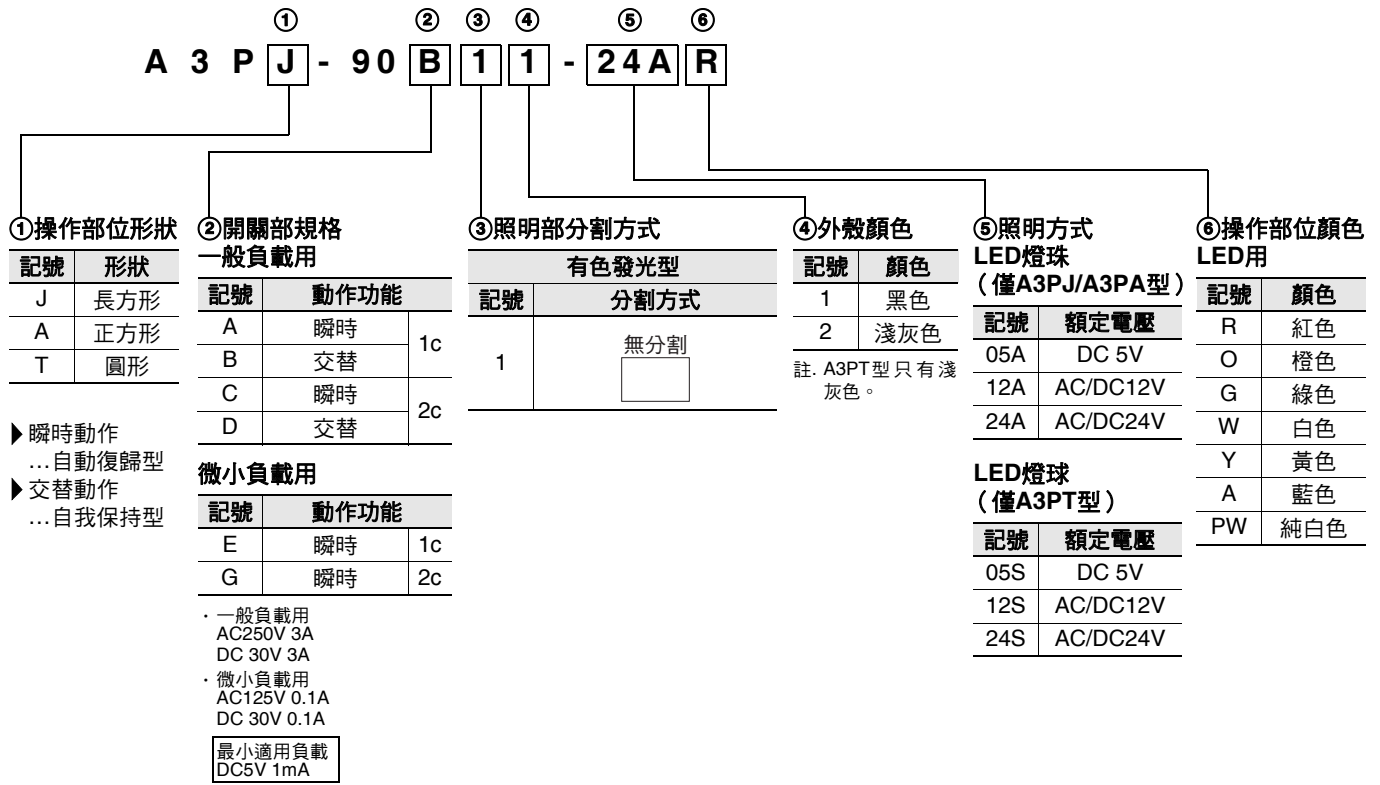 ① ② ③ ④ ⑤ ⑥
A 3 P J - 90 B 1 1 - 24A R
①操作部位形狀
記號 形狀
J 長方形
A 正方形
T 圓形
▶瞬時動作
…自動復歸型
▶交替動作
…自我保持型
②開關部規格
一般負載用
記號 動作功能
A 瞬時 1c
B 交替
C 瞬時 2c
D 交替
微小負載用
記號 動作功能
E 瞬時 1c
G 瞬時 2c
・一般負載用
AC250V 3A
DC 30V 3A
・微小負載用
AC125V 0.1A
DC 30V 0.1A
最小適用負載
DC5V 1mA
③照明部分割方式
有色發光型
記號 分割方式
1 無分割
④外殼顏色
記號 顏色
1 黑色
2 淺灰色
註. A3PT型只有淺
灰色。
⑤照明方式
LED燈珠
（僅A3PJ/A3PA型）
記號 額定電壓
05A DC 5V
12A AC/DC12V
24A AC/DC24V
LED燈球
（僅A3PT型）
記號 額定電壓
05S DC 5V
12S AC/DC12V
24S AC/DC24V
⑥操作部位顏色
LED用
記號 顏色
R 紅色
O 橙色
G 綠色
W 白色
Y 黃色
A 藍色
PW 純白色